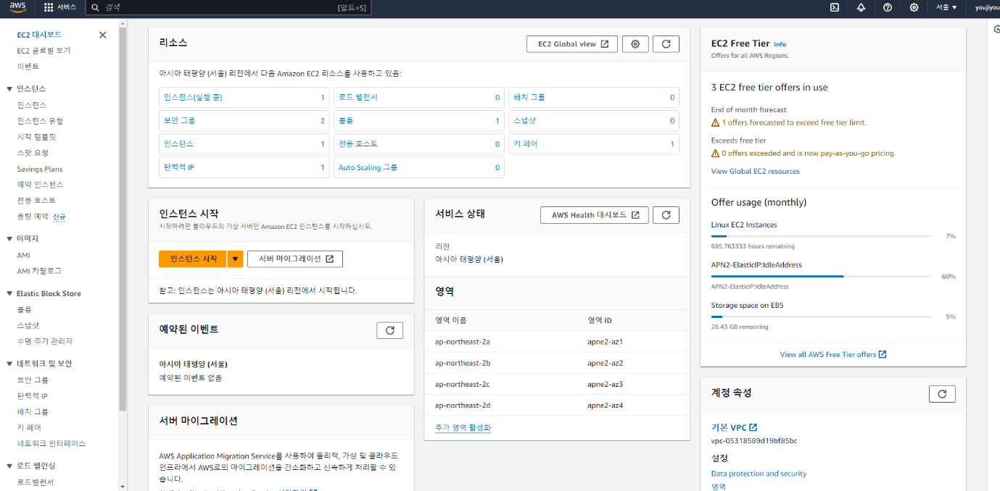 aws
서비스
검색
[알트+S]
서울 ▼
EC2 대시보드
EC2 글로벌 보기
이벤트
인스턴스
인스턴스
인스턴스 유형
시작 템플릿
스팟 요청
Savings Plans
예약 인스턴스
전용 호스트
용량 예약 신규
이미지
AMI
AMI 카탈로그
Elastic Block Store
볼륨
스냅샷
수명 주기 관리자
네트워크 및 보안
보안 그룹
탄력적 IP
배치 그룹
키 페어
네트워크 인터페이스
로드 밸런싱
로드밸런서
리소스
EC2 Global view
아시아 태평양 (서울) 리전에서 다음 Amazon EC2 리소스를 사용하고 있음:
인스턴스(실행 중) 1
로드 밸런서 0
배치 그룹 0
보안 그룹 2
볼륨 1
스냅샷 0
인스턴스 1
전용 호스트 0
키 페어 1
탄력적 IP 1
Auto Scaling 그룹 0
인스턴스 시작
시작하려면 클라우드의 가상 서버인 Amazon EC2 인스턴스를 시작하십시오.
인스턴스 시작
서버 마이그레이션
참고: 인스턴스는 아시아 태평양 (서울) 리전에서 시작됩니다.
예약된 이벤트
아시아 태평양 (서울)
예약된 이벤트 없음
서버 마이그레이션
AWS Application Migration Service를 사용하여 물리적, 가상 및 클라우드
인프라에서 AWS로의 마이그레이션을 간소화하고 신속하게 처리할 수 있
습니다.
서비스 상태
AWS Health 대시보드
리전
아시아 태평양 (서울)
영역
영역 이름 영역 ID
ap-northeast-2a apne2-az1
ap-northeast-2b apne2-az2
ap-northeast-2c apne2-az3
ap-northeast-2d apne2-az4
추가 영역 활성화
EC2 Free Tier Info
Offers for all AWS Regions.
3 EC2 free tier offers in use
End of month forecast
1 offers forecasted to exceed free tier limit.
Exceeds free tier
0 offers exceeded and is now pay-as-you-go pricing.
View Global EC2 resources
Offer usage (monthly)
Linux EC2 Instances
7%
695.763333 hours remaining
APN2-ElasticIP:IdleAddress
60%
APN2-ElasticIP:IdleAddress
Storage space on EBS
5%
28.43 GB remaining
View all AWS Free Tier offers
계정 속성
기본 VPC
vpc-05318589d19bf85bc
설정
Data protection and security
영역